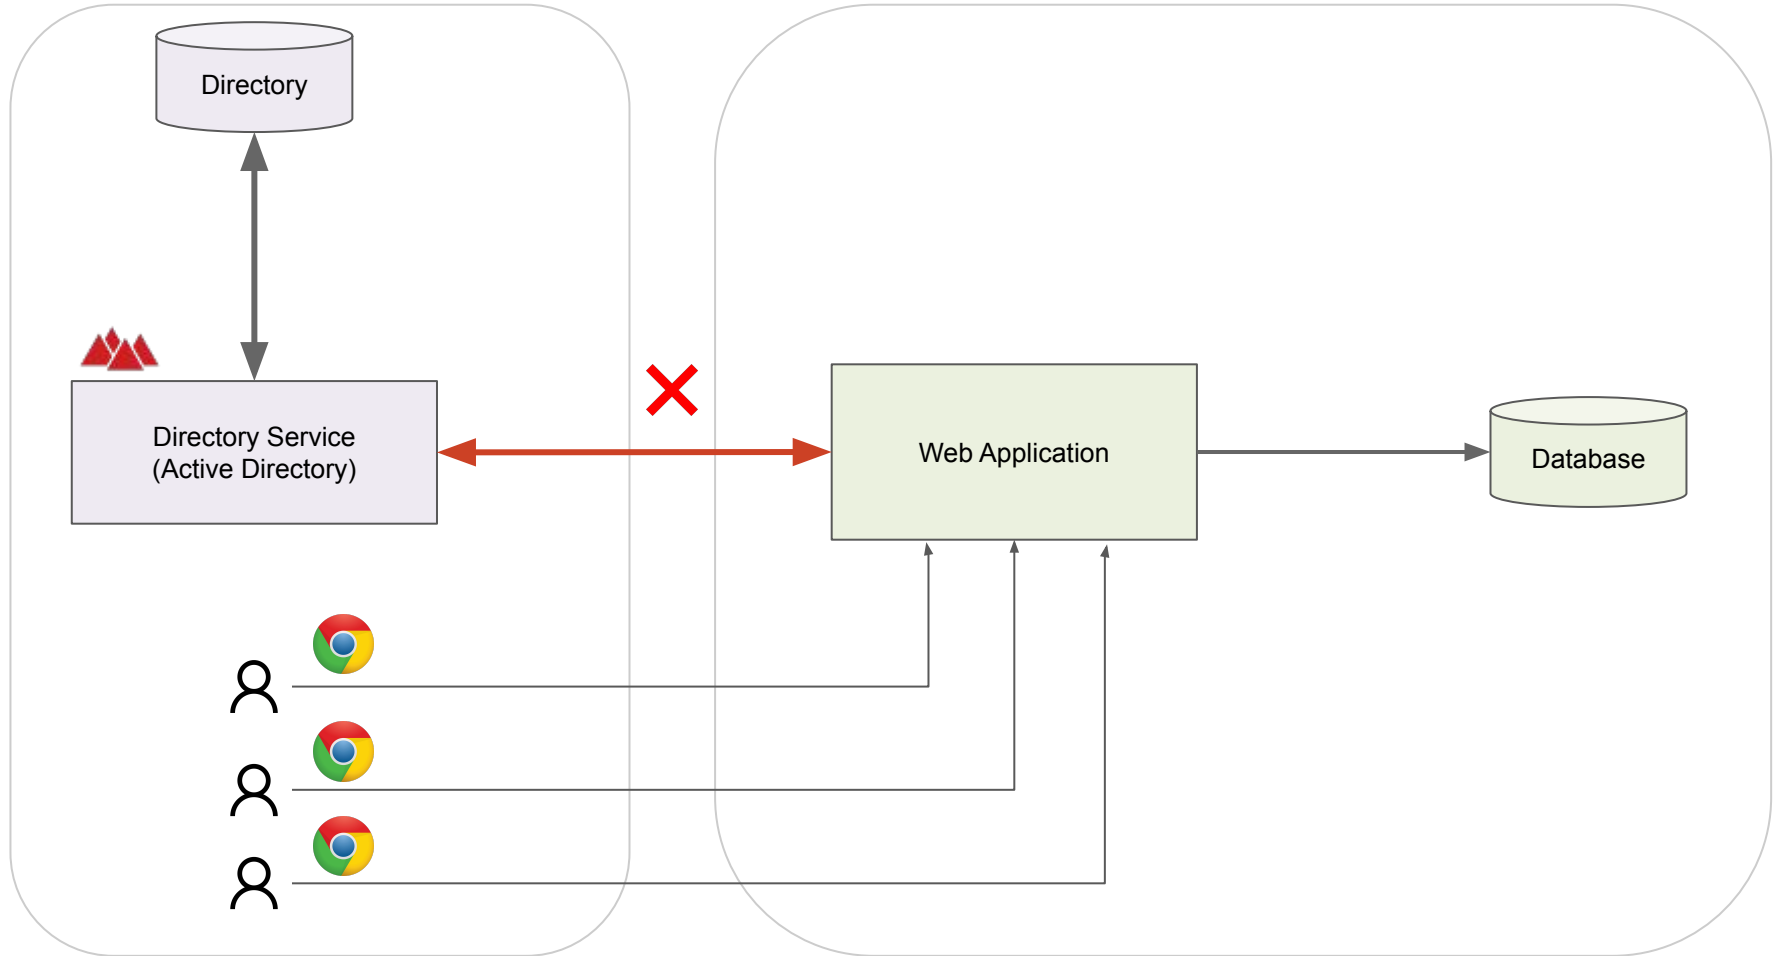 Directory
Directory Service
(Active Directory)
Web Application
Database